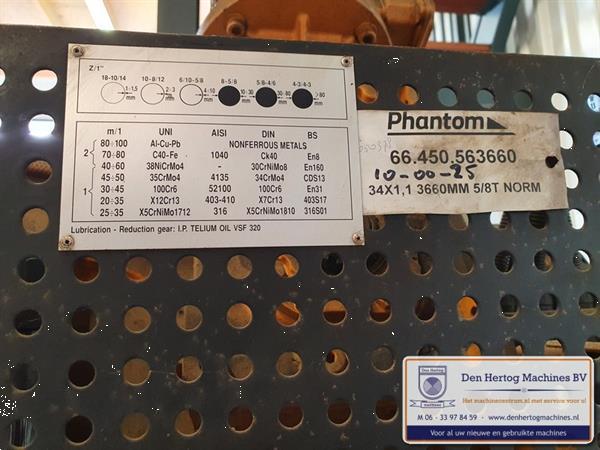 Z/1"
18-10/14 10-8/12 6/10-5/8 8-5/8 5/8-4/6 4-3/4-3
1÷1,5 2÷3 4÷10 10÷30 30÷80 >80
m/1 UNI AISI DIN BS
2
80÷100 Al-Cu-Pb NONFERROUS METALS
70÷80 C40-Fe 1040 Ck40 En8
40÷60 38NiCrMo4 - 30CrNiMo8 En160
45÷50 35CrMo4 4135 34CrMo4 CDS13
1
30÷45 100Cr6 52100 100Cr6 En31
20÷35 X12Cr13 403-410 X7Cr13 403S17
25÷35 X5CrNiMo1712 316 X5CrNiMo1810 316S01
Lubrication - Reduction gear: I.P. TELIUM OIL VSF 320
Phantom
66.450.563660
10-00-25
34X1,1 3660MM 5/8T NORM
Den Hertog Machines BV
Het machinecentrum.nl met service voor u!
M 06 - 33 97 84 59 - www.denhertogmachines.nl
Voor al uw nieuwe en gebruikte machines